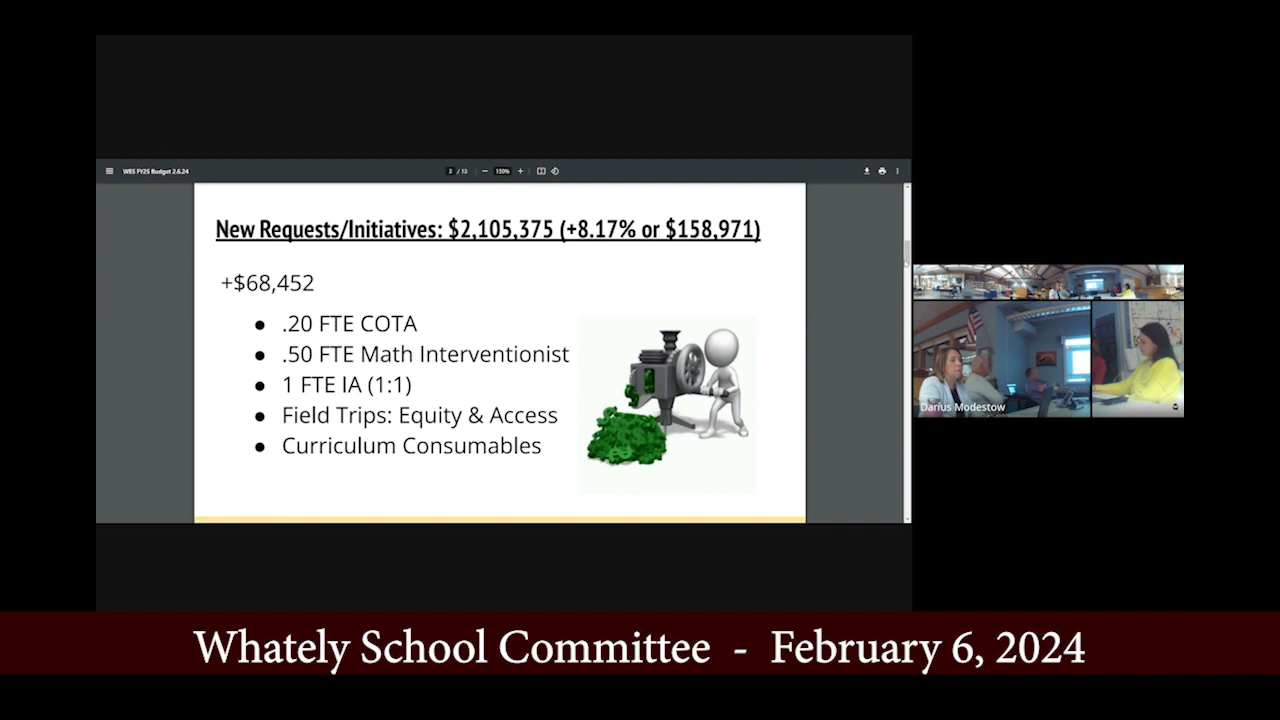 WES FY25 Budget 2.6.24
3 / 13
150%
New Requests/Initiatives: $2,105,375 (+8.17% or $158,971)
+$68,452
● .20 FTE COTA
● .50 FTE Math Interventionist
● 1 FTE IA (1:1)
● Field Trips: Equity & Access
● Curriculum Consumables
Darius Modestow
Whately School Committee - February 6, 2024